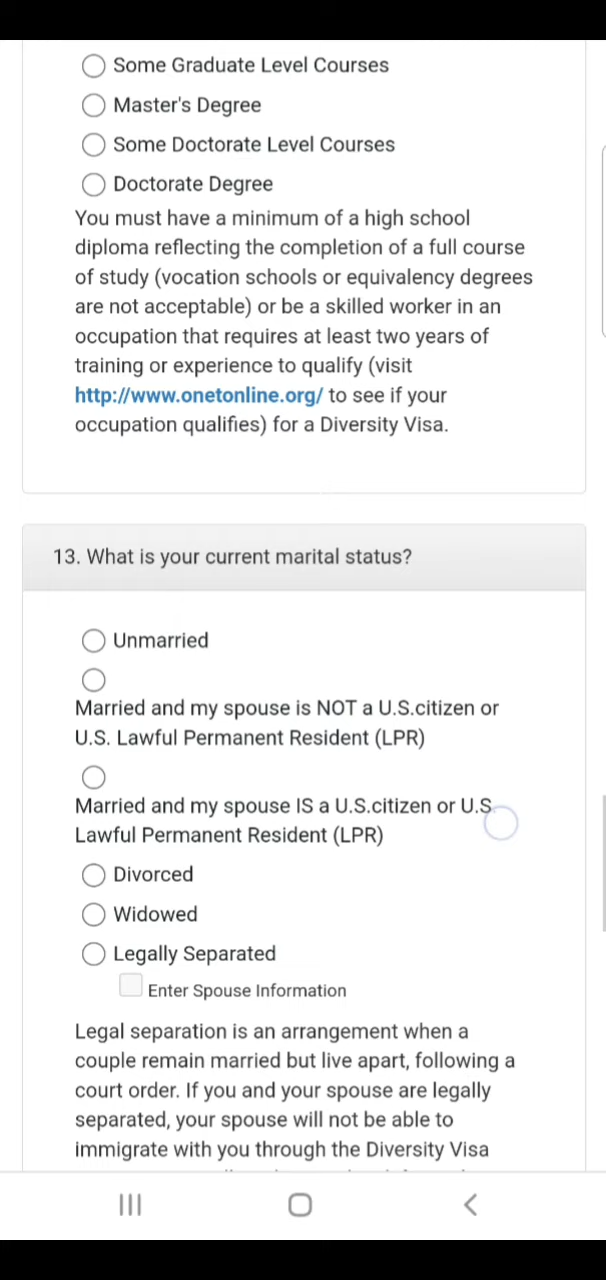 Some Graduate Level Courses
Master's Degree
Some Doctorate Level Courses
Doctorate Degree
You must have a minimum of a high school
diploma reflecting the completion of a full course
of study (vocation schools or equivalency degrees
are not acceptable) or be a skilled worker in an
occupation that requires at least two years of
training or experience to qualify (visit
http://www.onetonline.org/ to see if your
occupation qualifies) for a Diversity Visa.
13. What is your current marital status?
Unmarried
Married and my spouse is NOT a U.S.citizen or
U.S. Lawful Permanent Resident (LPR)
Married and my spouse IS a U.S.citizen or U.S.
Lawful Permanent Resident (LPR)
Divorced
Widowed
Legally Separated
Enter Spouse Information
Legal separation is an arrangement when a
couple remain married but live apart, following a
court order. If you and your spouse are legally
separated, your spouse will not be able to
immigrate with you through the Diversity Visa